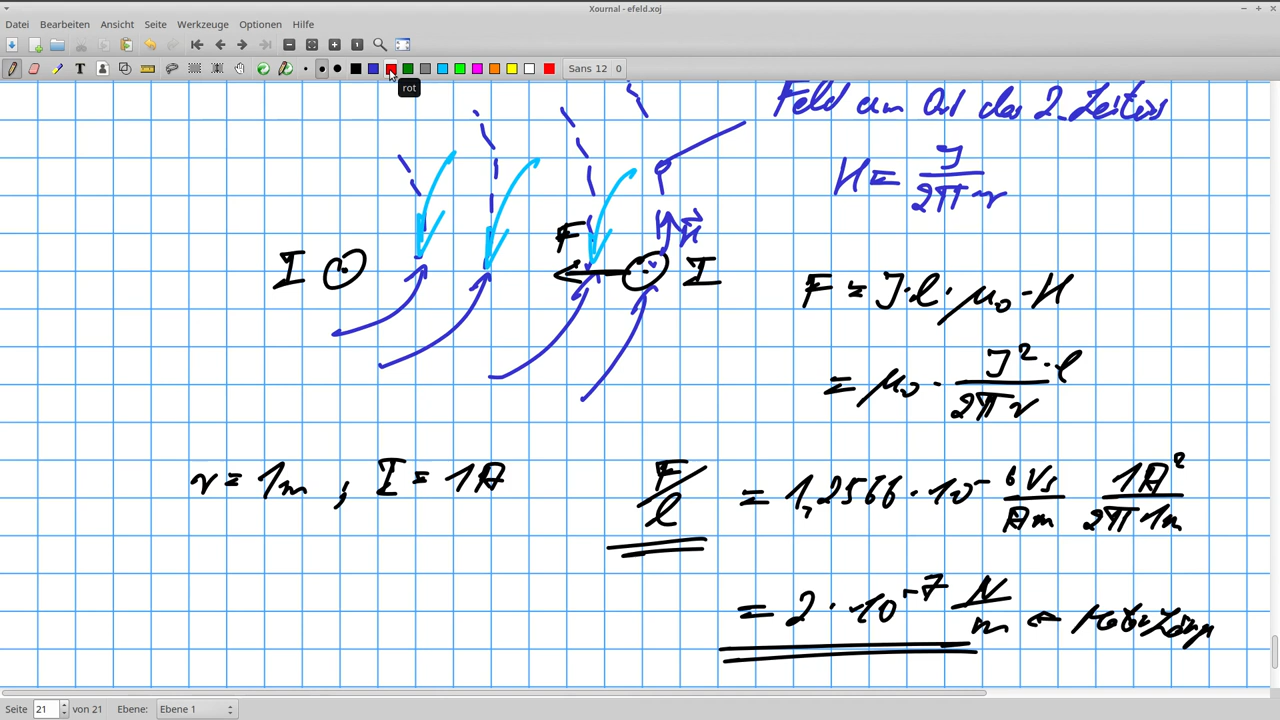 Xournal - efeld.xoj
Datei Bearbeiten Ansicht Seite Werkzeuge Optionen Hilfe
Sans 12 0
rot
Feld am Ort des 2. Leiters
H = I / 2π r
H
F
I
I
F = I · l · μ₀ · H
= μ₀ · I² · l / 2π r
r = 1m ; I = 1A
F / l = 1,2566 · 10⁻⁶ Vs / Am 1A² / 2π 1m
= 2 · 10⁻⁷ N / m
Seite 21 von 21 Ebene: Ebene 1